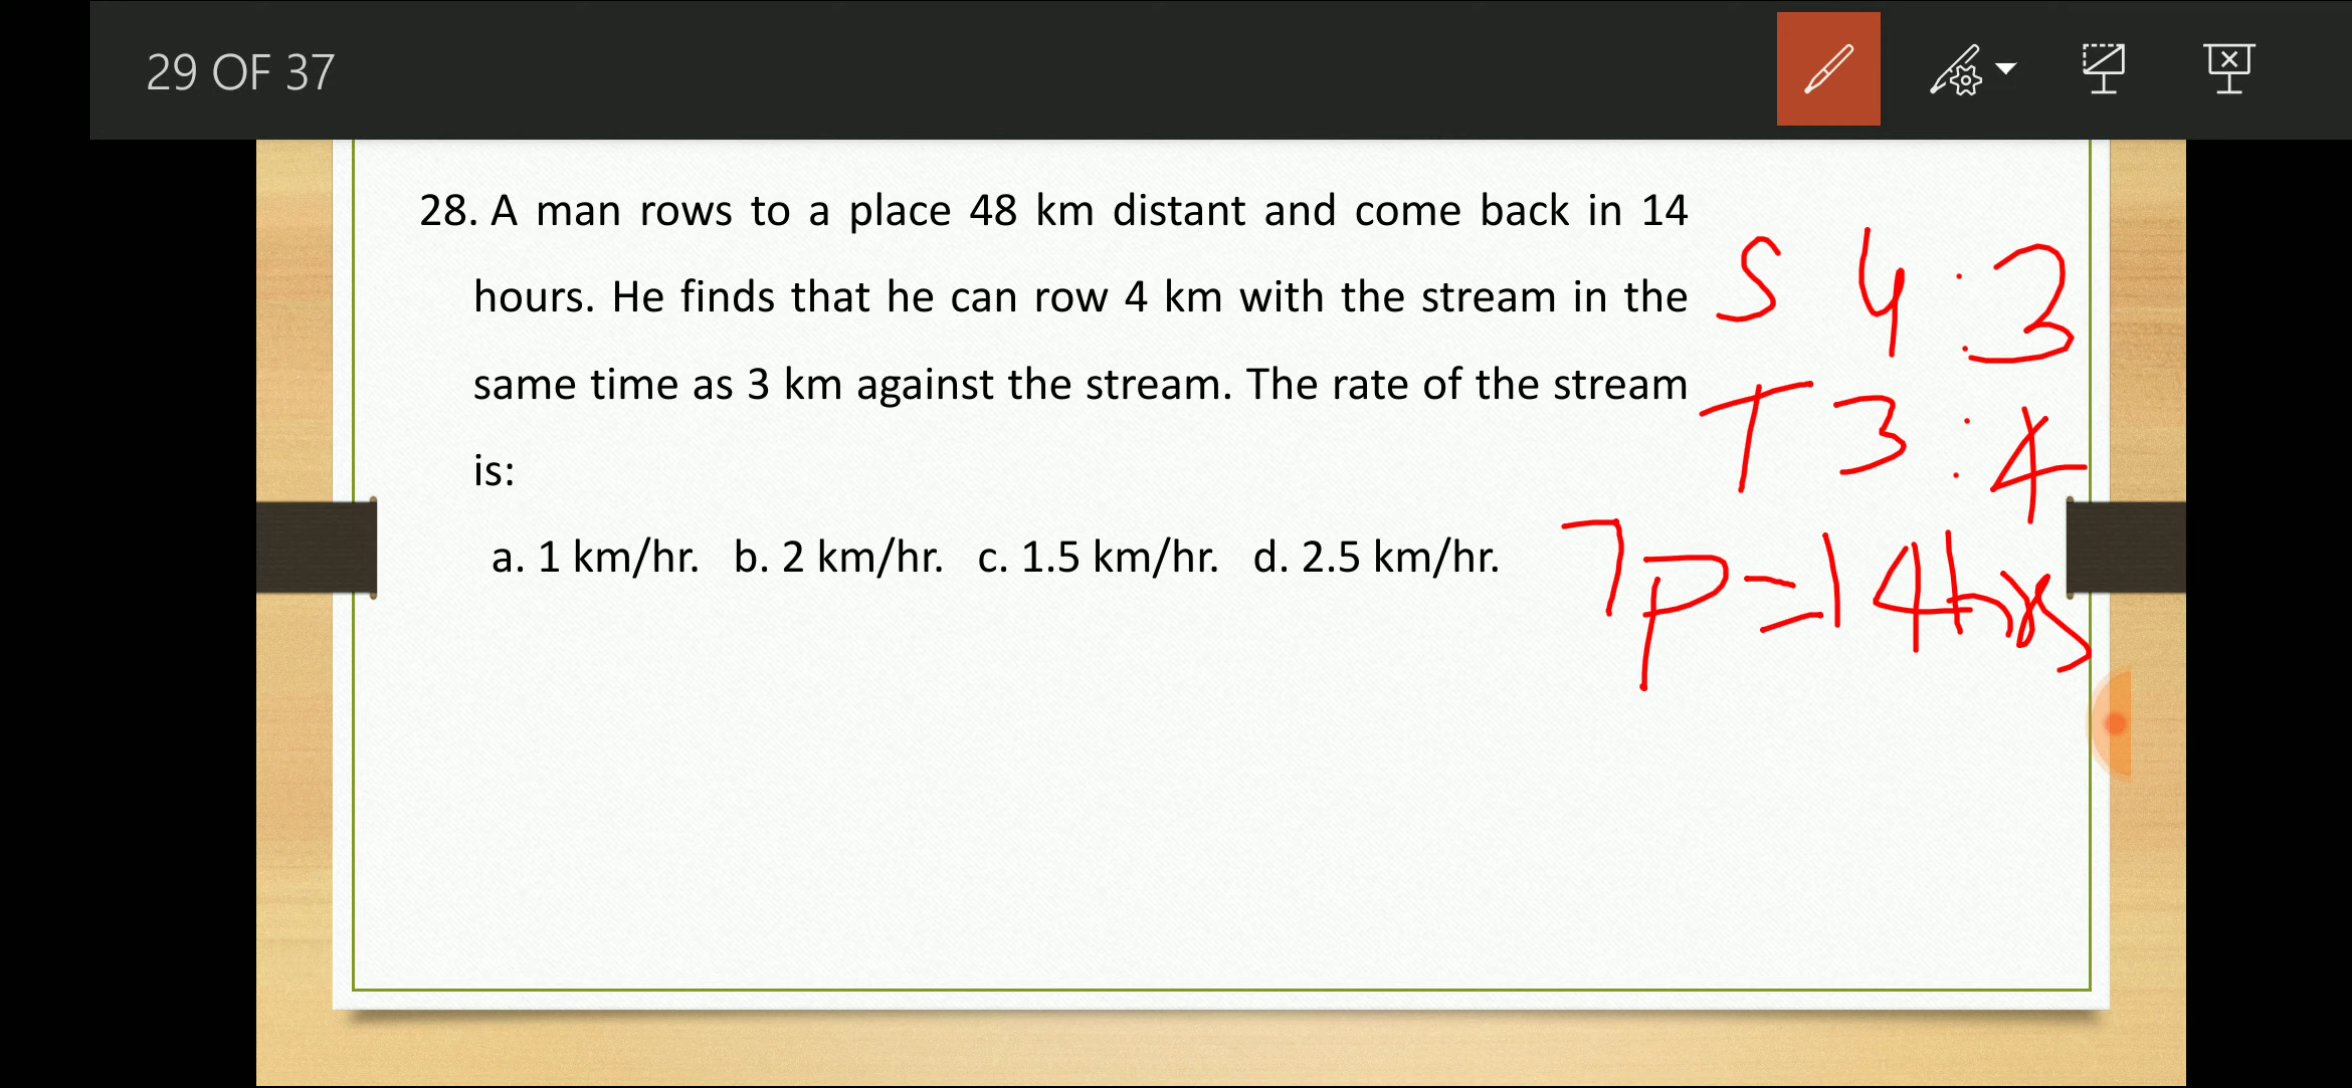 29 OF 37
28. A man rows to a place 48 km distant and come back in 14
hours. He finds that he can row 4 km with the stream in the
same time as 3 km against the stream. The rate of the stream
is:
a. 1 km/hr. b. 2 km/hr. c. 1.5 km/hr. d. 2.5 km/hr.
S 4 : 3
T 3 : 4
7p=14hrs